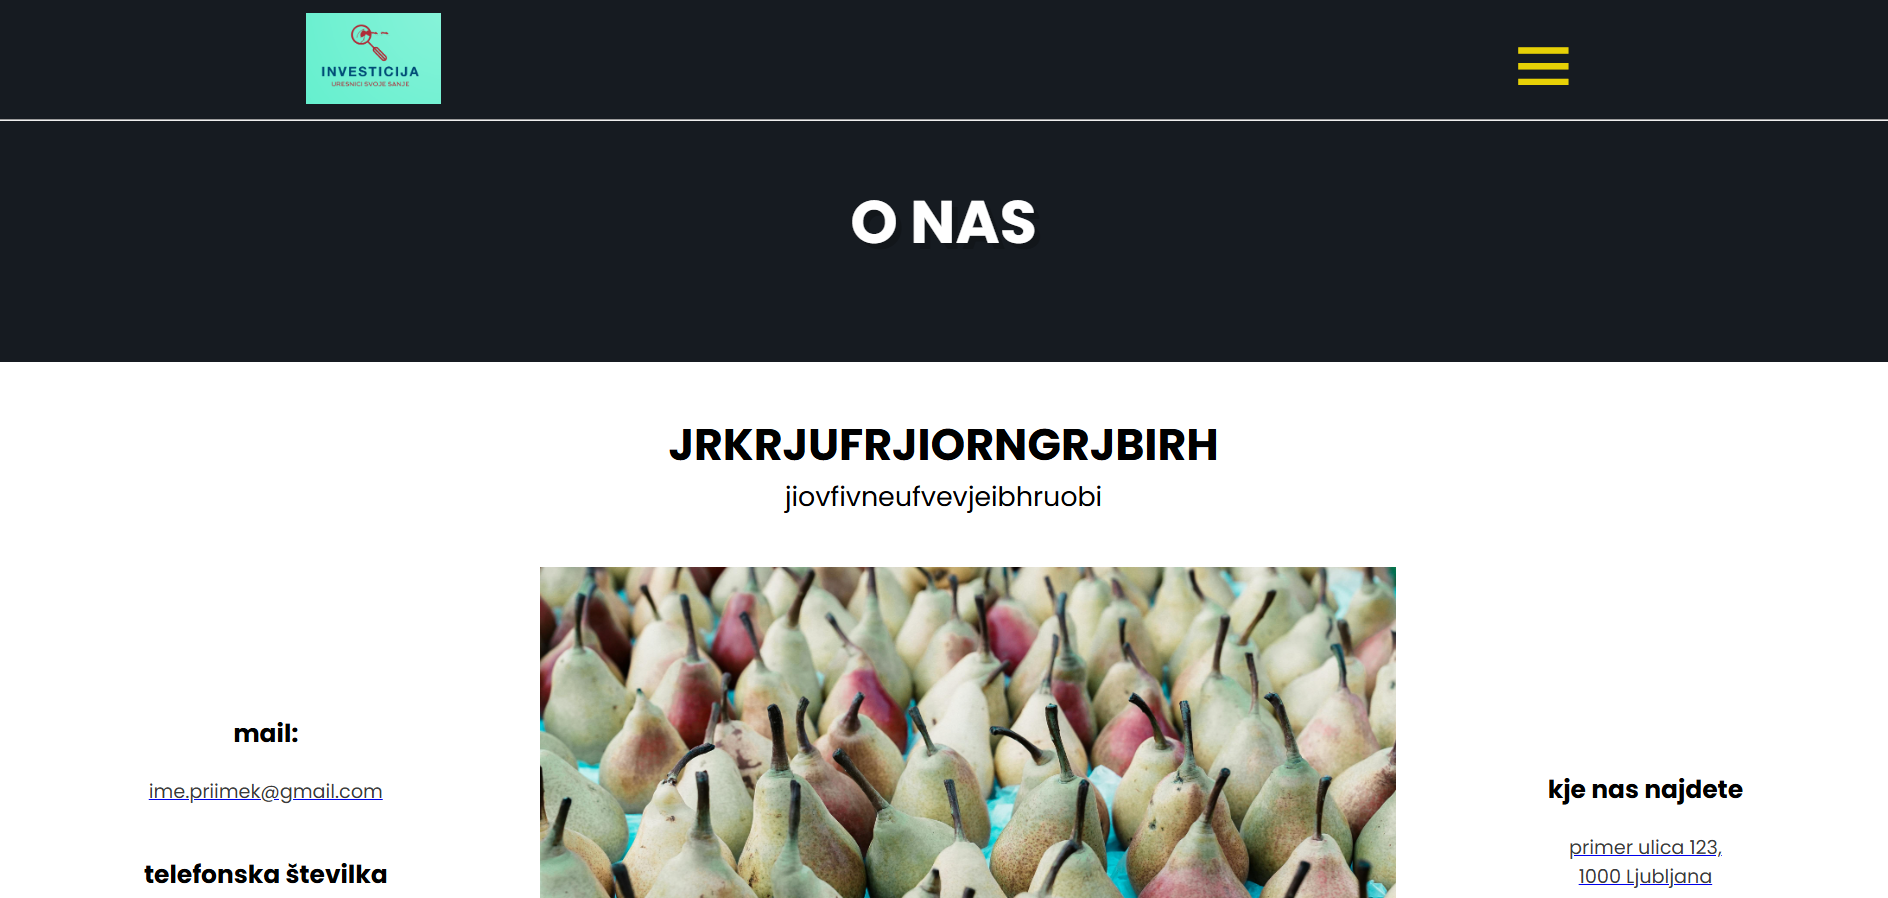 INVESTICIJA
URESNICI SVOJE SANJE
O NAS
JRKRJUFRJIORNGRJBIRH
jiovfivneufvevjeibhruobi
mail:
ime.priimek@gmail.com
telefonska številka
kje nas najdete
primer ulica 123,
1000 Ljubljana